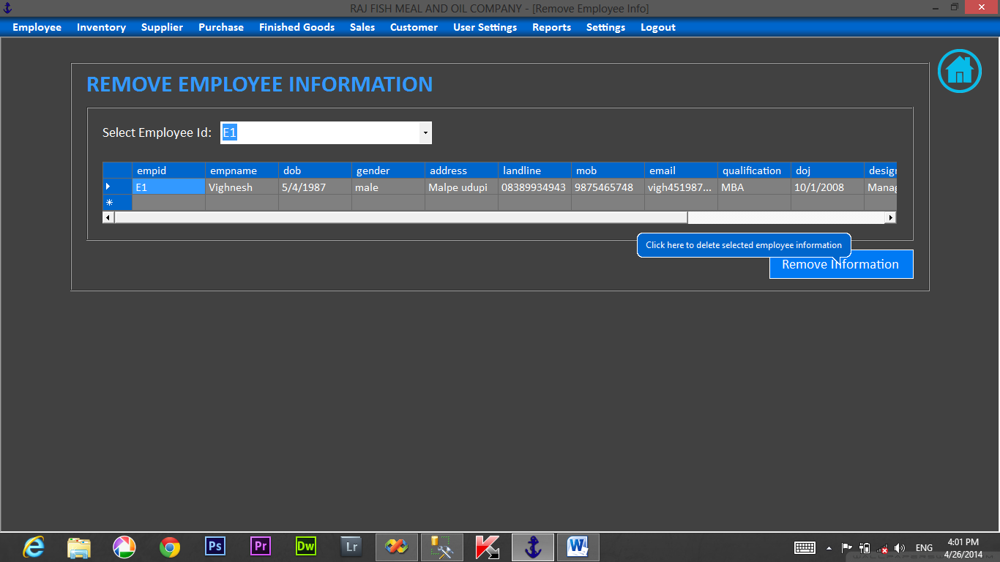 RAJ FISH MEAL AND OIL COMPANY - [Remove Employee Info]
Employee Inventory Supplier Purchase Finished Goods Sales Customer User Settings Reports Settings Logout
REMOVE EMPLOYEE INFORMATION
Select Employee Id: E1
empid empname dob gender address landline mob email qualification doj design
E1 Vighnesh 5/4/1987 male Malpe udupi 08389934943 9875465748 vigh451987... MBA 10/1/2008 Manag
Click here to delete selected employee information
Remove Information
Ps Pr Dw Lr
ENG
4:01 PM
4/26/2014